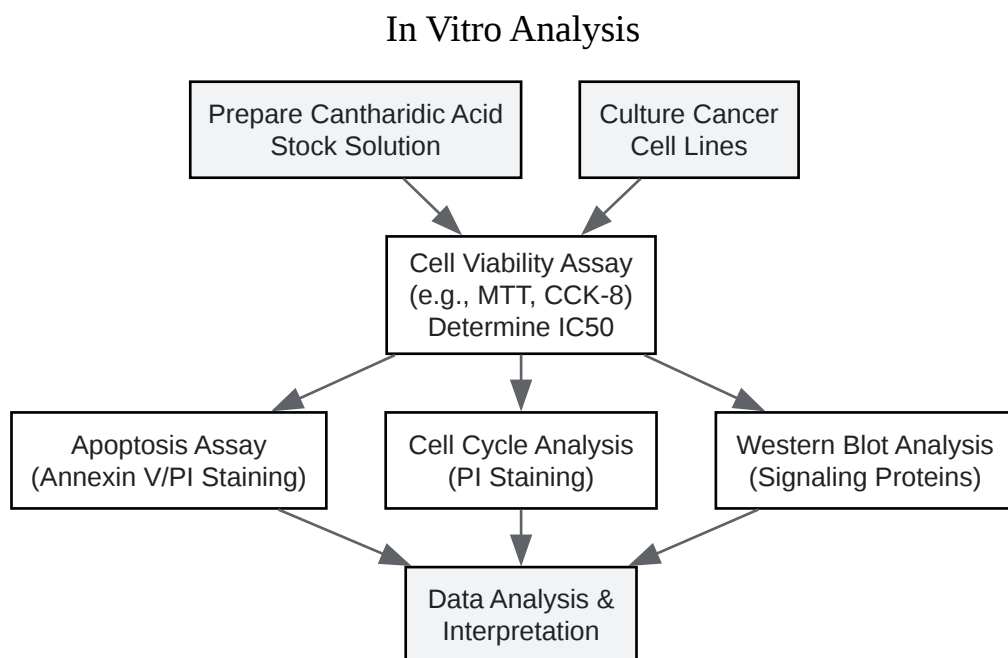 In Vitro Analysis
Prepare Cantharidic Acid
Stock Solution
Culture Cancer
Cell Lines
Cell Viability Assay
(e.g., MTT, CCK-8)
Determine IC50
Apoptosis Assay
(Annexin V/PI Staining)
Cell Cycle Analysis
(PI Staining)
Western Blot Analysis
(Signaling Proteins)
Data Analysis &
Interpretation